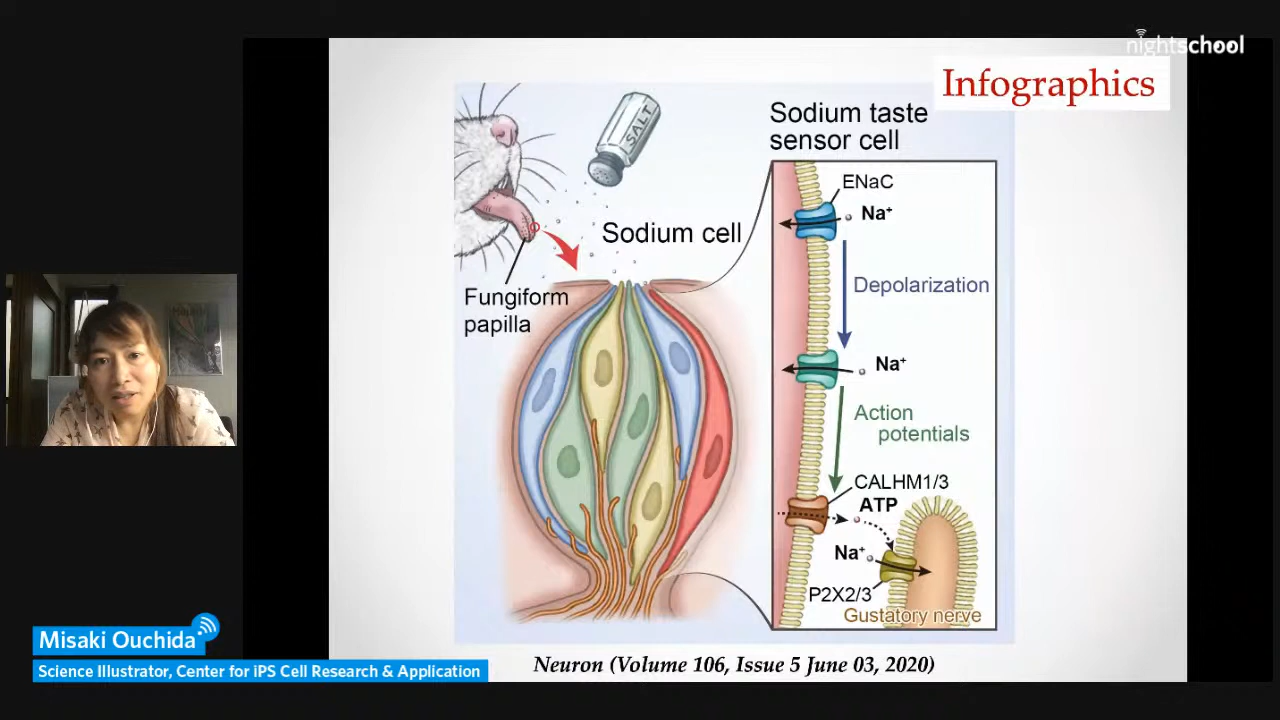 nightschool
Infographics
SALT
Sodium taste
sensor cell
ENaC
Na⁺
Sodium cell
Depolarization
Fungiform
papilla
Na⁺
Action
potentials
CALHM1/3
ATP
Na⁺
P2X2/3
Gustatory nerve
Misaki Ouchida
Science Illustrator, Center for iPS Cell Research & Application
Neuron (Volume 106, Issue 5 June 03, 2020)